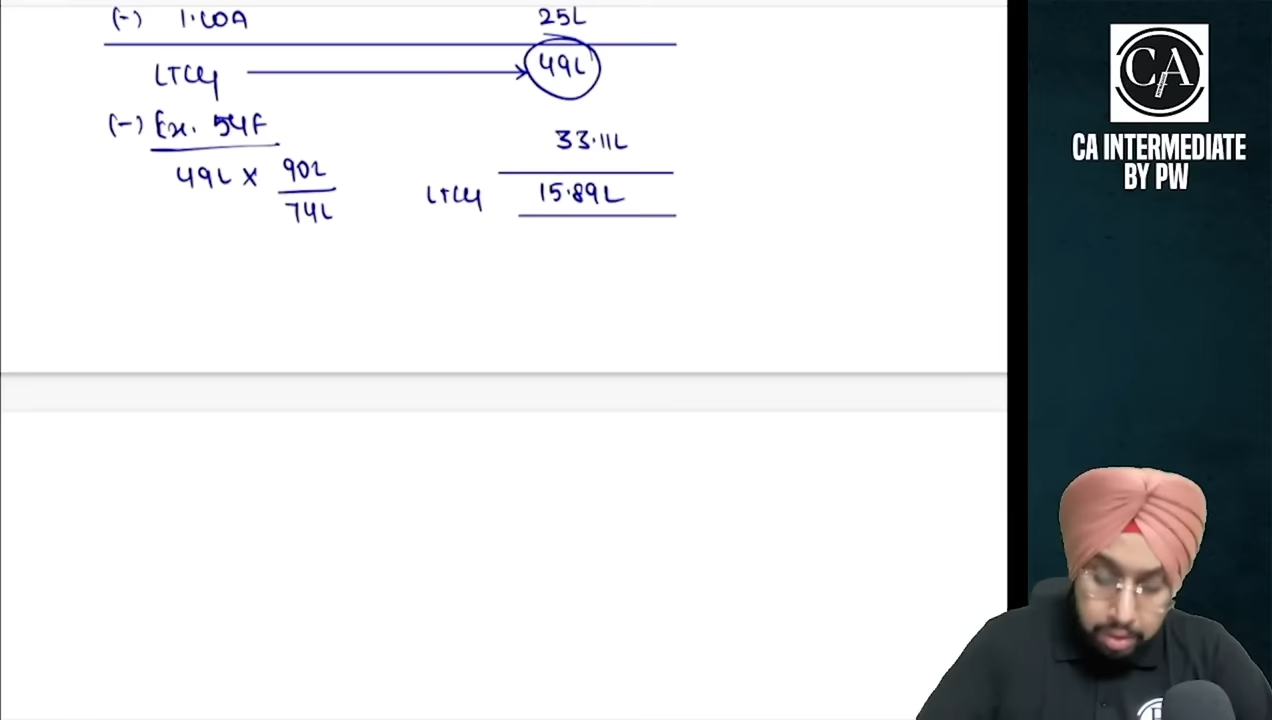 (-) I.COA 25L
LTCG 49L
(-) Ex. 54F 33.11L
49L × 90L
74L
LTCG 15.89L
CA
CA INTERMEDIATE
BY PW